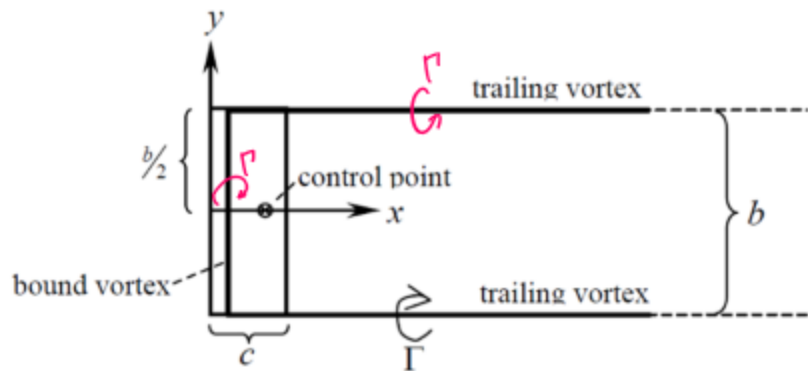 y
Γ
trailing vortex
b/2
Γ
control point
x
b
bound vortex
trailing vortex
c
Γ